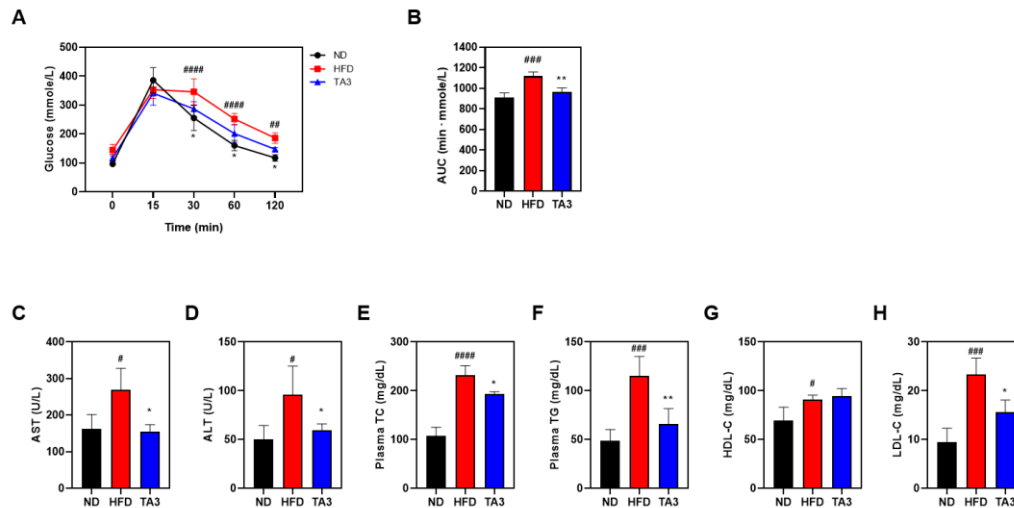 A
Glucose (mmole/L)
500
400
300
200
100
0
####
####
##
*
*
*
0 15 30 60 120
Time (min)
ND
HFD
TA3
B
AUC (min · mmole/L)
1400
1200
1000
800
600
400
200
0
###
**
ND HFD TA3
C
AST (U/L)
400
300
200
100
0
#
*
ND HFD TA3
D
ALT (U/L)
150
100
50
0
#
*
ND HFD TA3
E
Plasma TC (mg/dL)
300
200
100
0
####
*
ND HFD TA3
F
Plasma TG (mg/dL)
150
100
50
0
###
**
ND HFD TA3
G
HDL-C (mg/dL)
150
100
50
0
#
ND HFD TA3
H
LDL-C (mg/dL)
30
20
10
0
###
*
ND HFD TA3